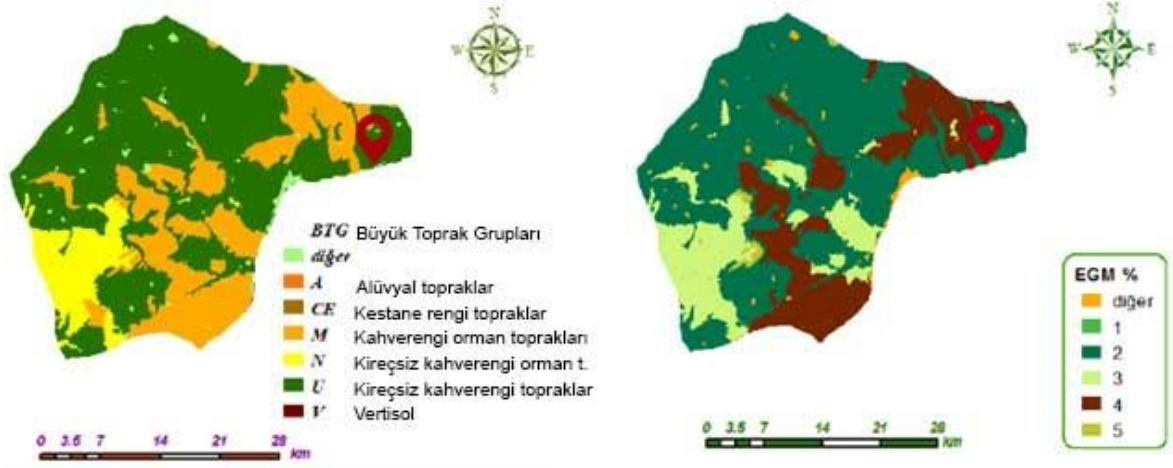 N
W E
S
BTG Büyük Toprak Grupları
diğer
A Alüvyal topraklar
CE Kestane rengi topraklar
M Kahverengi orman toprakları
N Kireçsiz kahverengi orman t.
U Kireçsiz kahverengi topraklar
V Vertisol
0 3.5 7 14 21 28
km
N
W E
S
EGM %
diğer
1
2
3
4
5
0 3.5 7 14 21 28
km